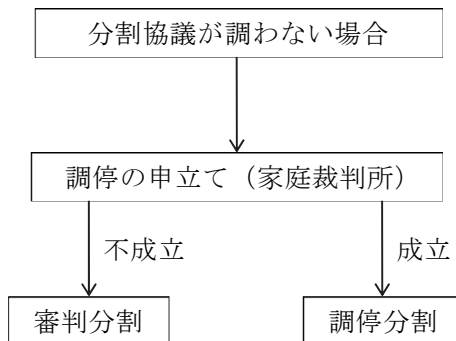 分割協議が調わない場合
調停の申立て（家庭裁判所）
不成立
成立
審判分割
調停分割